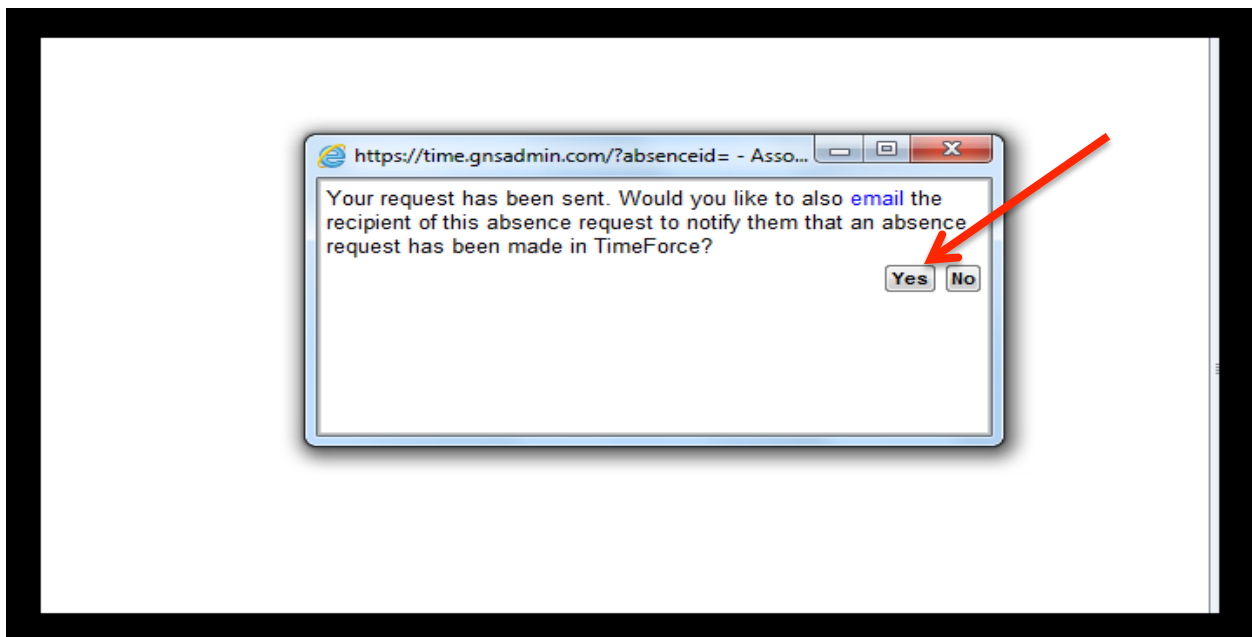 https://time.gnsadmin.com/?absenceid= - Asso...
Your request has been sent. Would you like to also email the
recipient of this absence request to notify them that an absence
request has been made in TimeForce?
Yes No